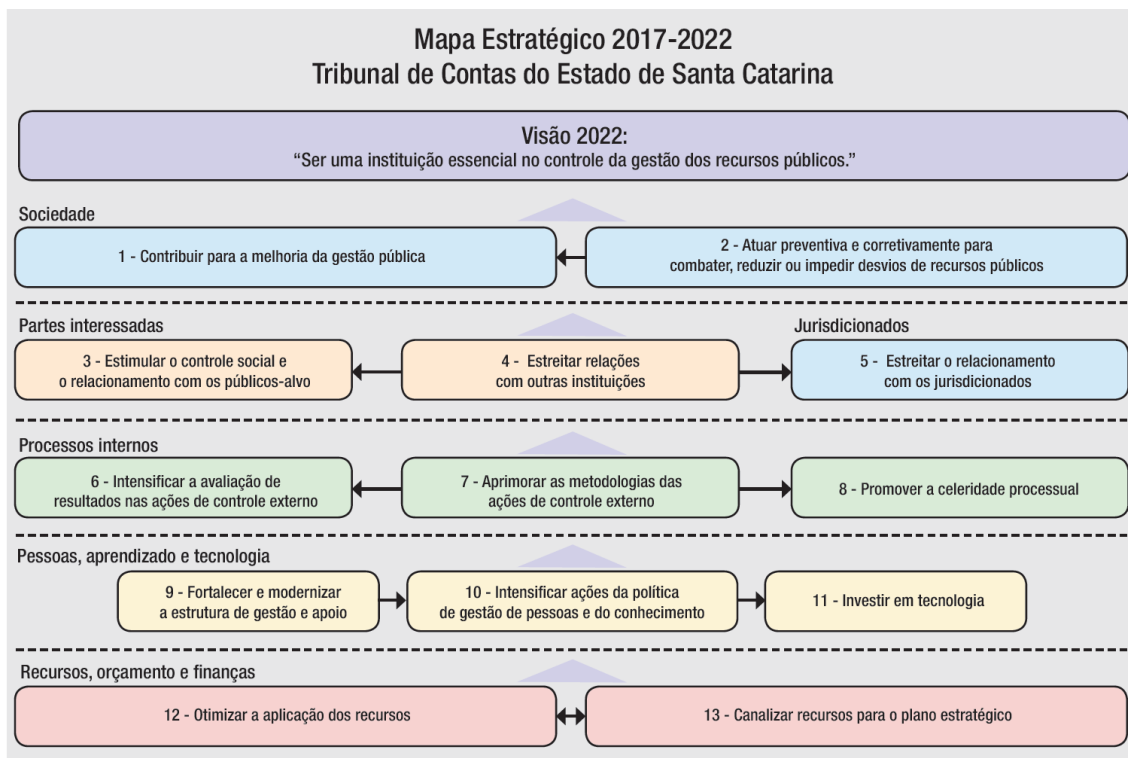 Mapa Estratégico 2017-2022
Tribunal de Contas do Estado de Santa Catarina
Visão 2022:
“Ser uma instituição essencial no controle da gestão dos recursos públicos.”
Sociedade
1 - Contribuir para a melhoria da gestão pública
2 - Atuar preventiva e corretivamente para
combater, reduzir ou impedir desvios de recursos públicos
Partes interessadas
3 - Estimular o controle social e
o relacionamento com os públicos-alvo
4 - Estreitar relações
com outras instituições
Jurisdicionados
5 - Estreitar o relacionamento
com os jurisdicionados
Processos internos
6 - Intensificar a avaliação de
resultados nas ações de controle externo
7 - Aprimorar as metodologias das
ações de controle externo
8 - Promover a celeridade processual
Pessoas, aprendizado e tecnologia
9 - Fortalecer e modernizar
a estrutura de gestão e apoio
10 - Intensificar ações da política
de gestão de pessoas e do conhecimento
11 - Investir em tecnologia
Recursos, orçamento e finanças
12 - Otimizar a aplicação dos recursos
13 - Canalizar recursos para o plano estratégico